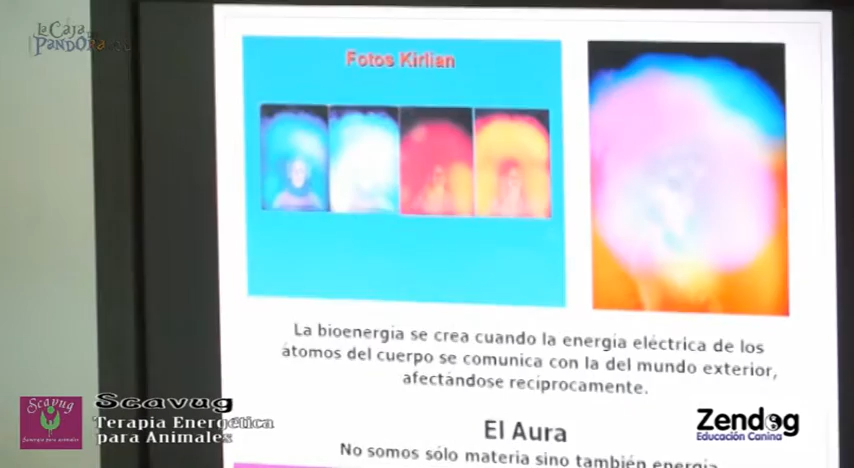 La Caja
de PANDORA
Fotos Kirlian
La bioenergia se crea cuando la energía eléctrica de los
átomos del cuerpo se comunica con la del mundo exterior,
afectándose recíprocamente.
El Aura
No somos sólo materia sino también energía
Scavug
Scavug
Terapia Energética
para Animales
Zendog
Educación Canina